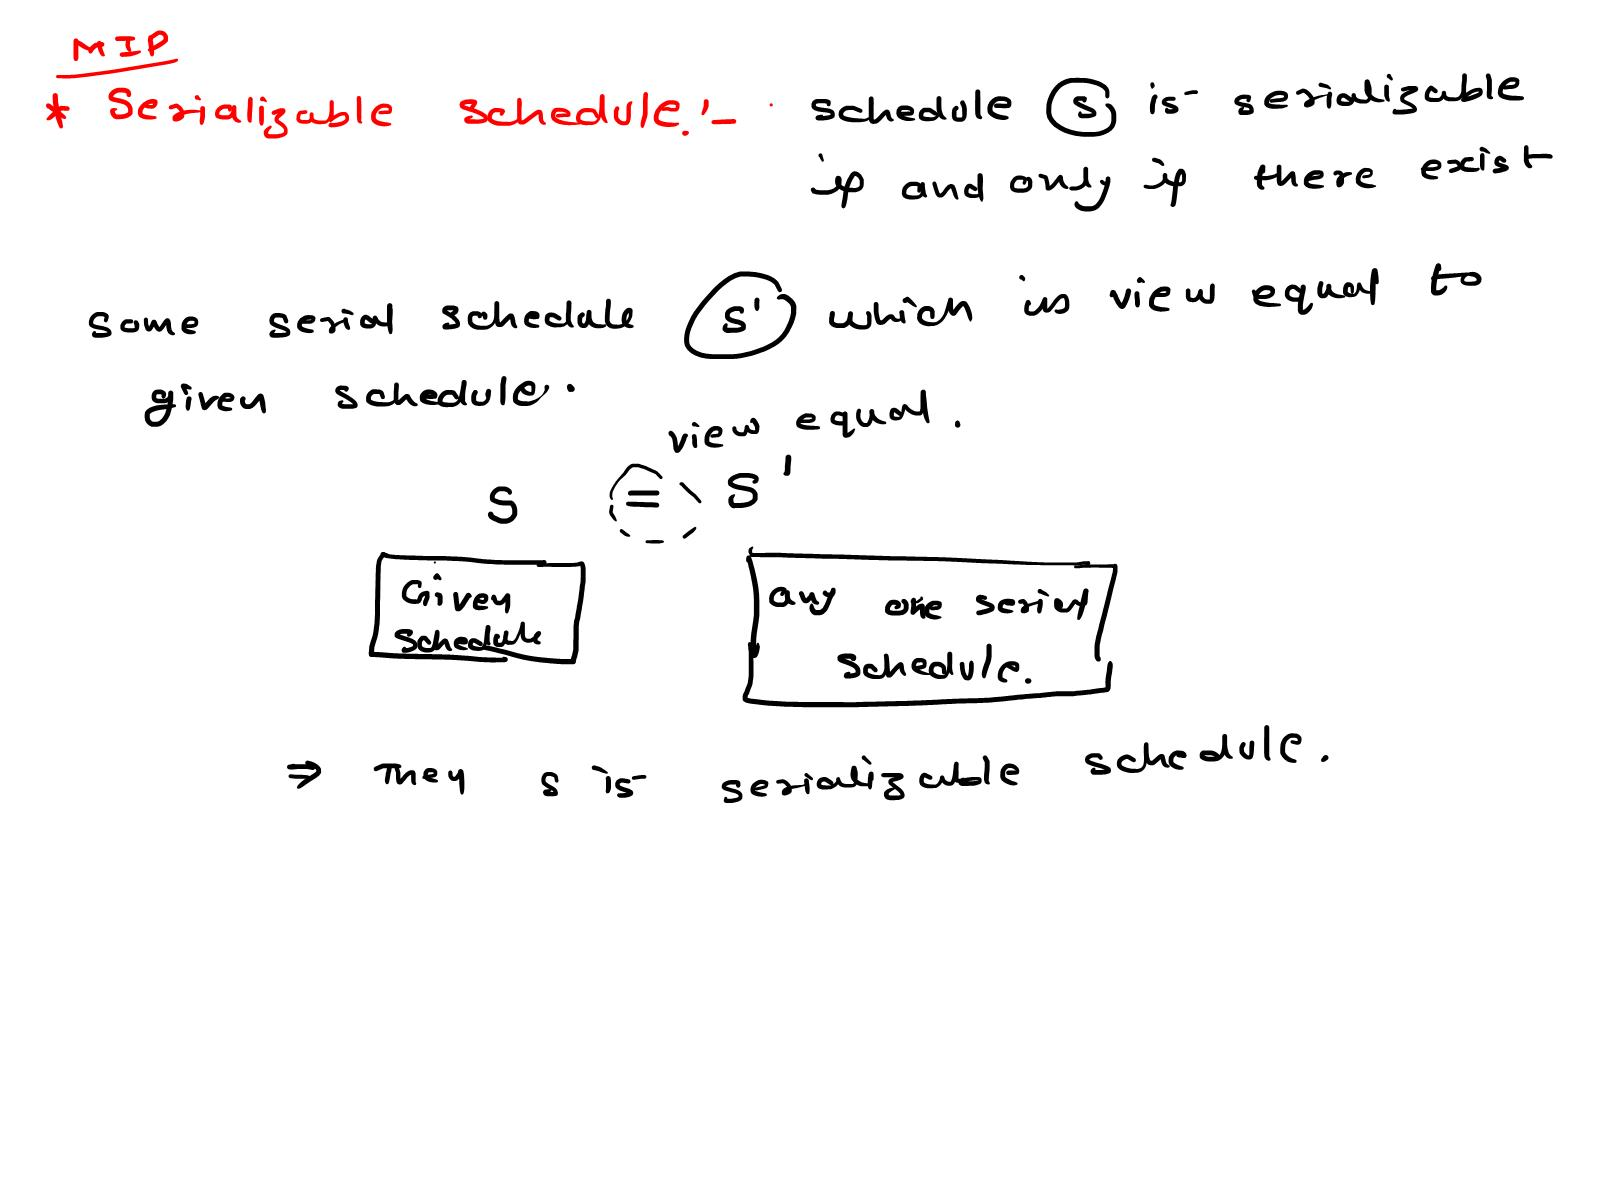 MIP
* Serializable schedule:- schedule S is serializable
if and only if there exist
some serial schedule S' which is view equal to
given schedule.
view equal.
S = S'
Given
schedule
any one serial
schedule.
⇒ Then S is serializable schedule.